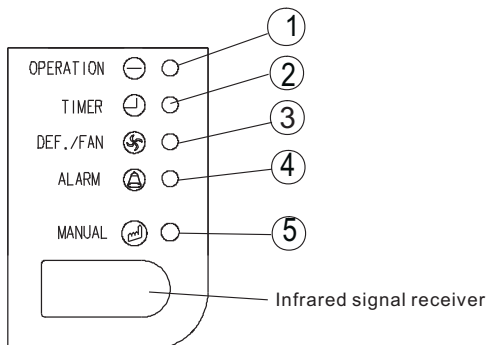 1
OPERATION
2
TIMER
3
DEF./FAN
4
ALARM
5
MANUAL
Infrared signal receiver